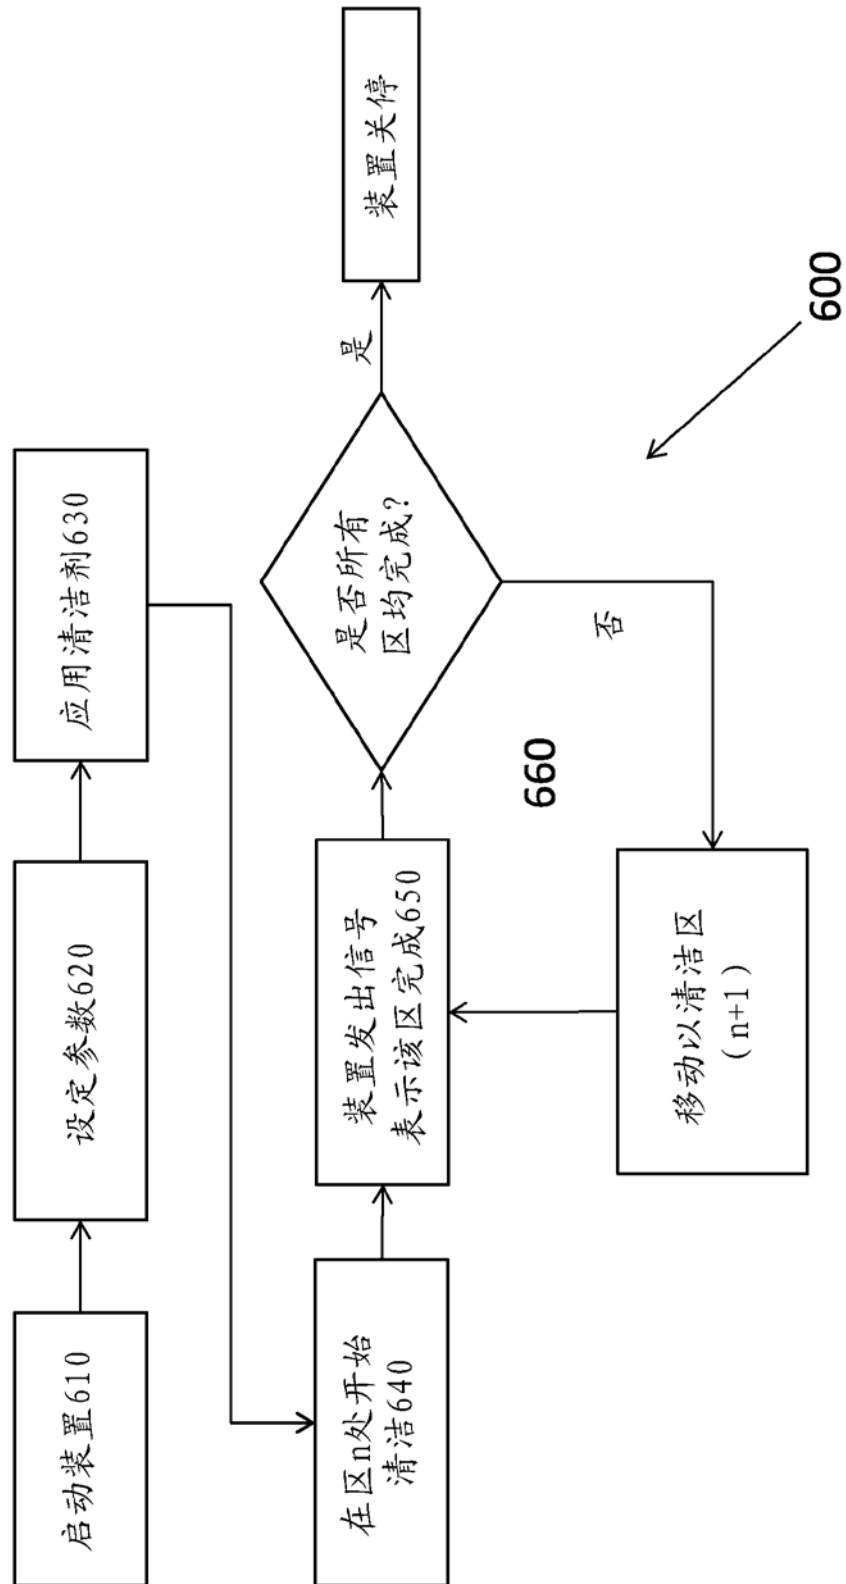 启动装置610
设定参数620
应用清洁剂630
在区n处开始
清洁640
装置发出信号
表示该区完成650
是否所有
区均完成?
是
装置关停
否
660
移动以清洁区
(n+1)
600